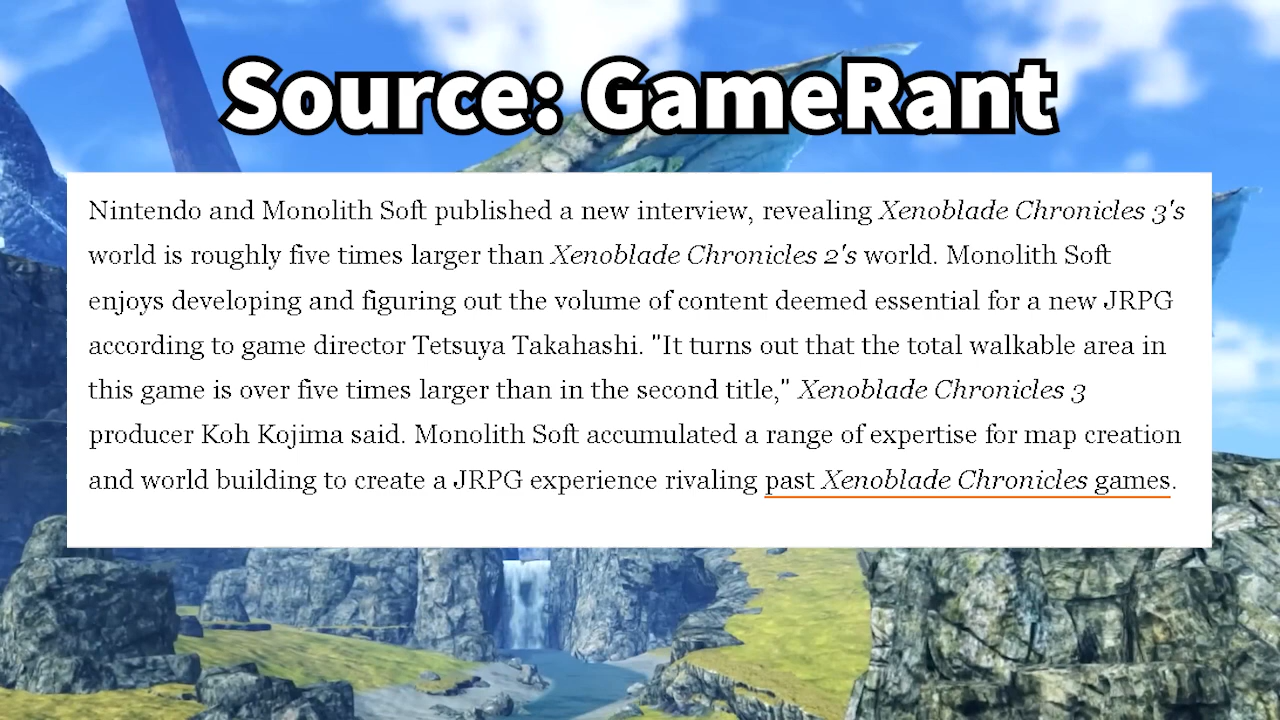 Source: GameRant
Nintendo and Monolith Soft published a new interview, revealing Xenoblade Chronicles 3's
world is roughly five times larger than Xenoblade Chronicles 2's world. Monolith Soft
enjoys developing and figuring out the volume of content deemed essential for a new JRPG
according to game director Tetsuya Takahashi. "It turns out that the total walkable area in
this game is over five times larger than in the second title," Xenoblade Chronicles 3
producer Koh Kojima said. Monolith Soft accumulated a range of expertise for map creation
and world building to create a JRPG experience rivaling past Xenoblade Chronicles games.